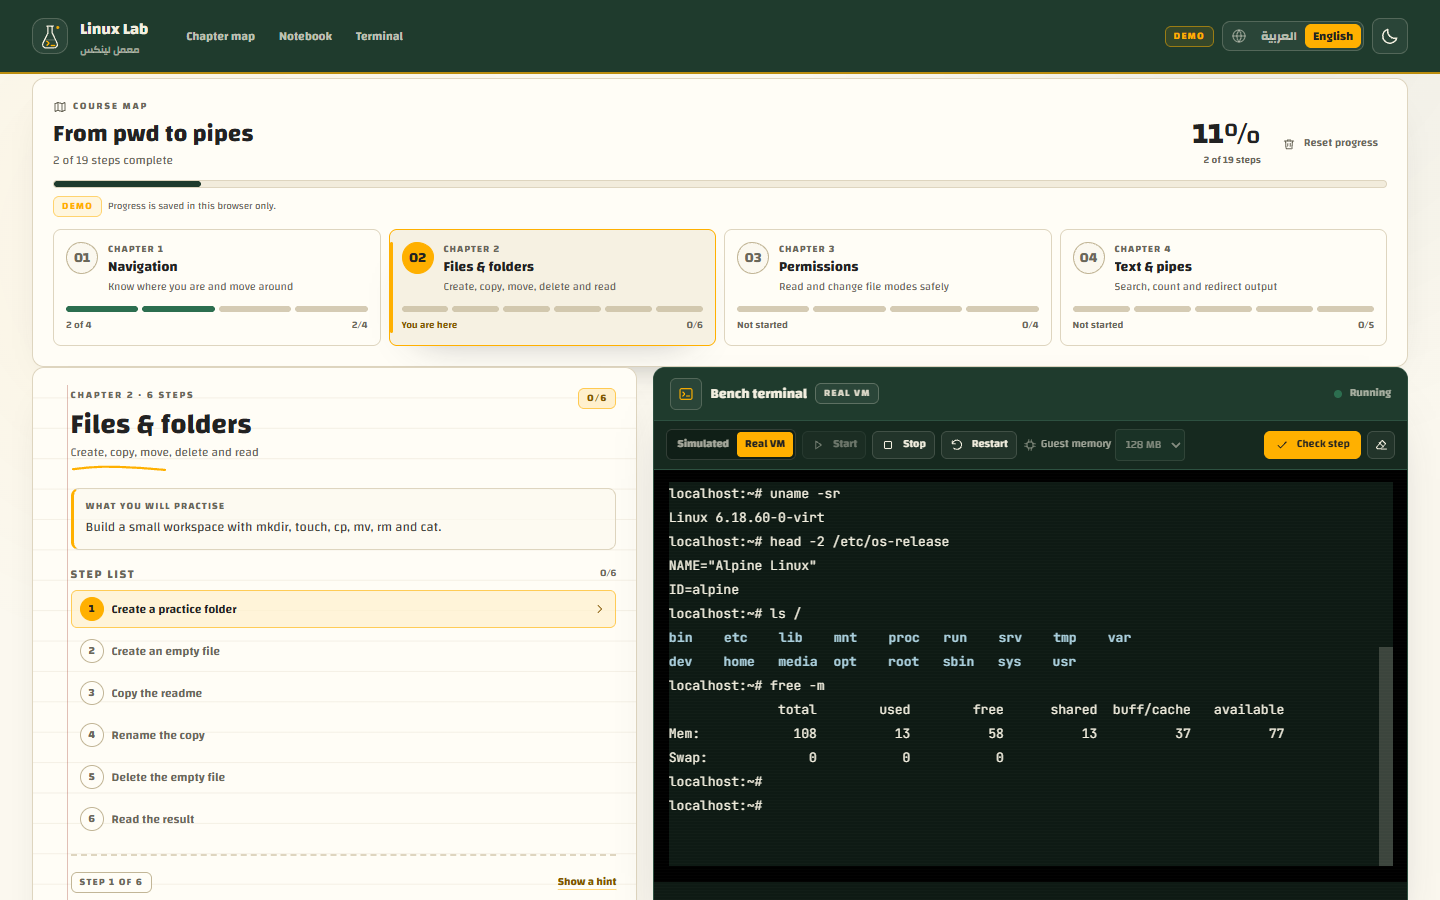 Linux Lab
معمل لينكس
Chapter map
Notebook
Terminal
DEMO
العربية
English
COURSE MAP
From pwd to pipes
2 of 19 steps complete
11%
2 of 19 steps
Reset progress
DEMO
Progress is saved in this browser only.
01
CHAPTER 1
Navigation
Know where you are and move around
2 of 4
2/4
02
CHAPTER 2
Files & folders
Create, copy, move, delete and read
You are here
0/6
03
CHAPTER 3
Permissions
Read and change file modes safely
Not started
0/4
04
CHAPTER 4
Text & pipes
Search, count and redirect output
Not started
0/5
CHAPTER 2 · 6 STEPS
0/6
Files & folders
Create, copy, move, delete and read
WHAT YOU WILL PRACTISE
Build a small workspace with mkdir, touch, cp, mv, rm and cat.
STEP LIST
0/6
1 Create a practice folder
2 Create an empty file
3 Copy the readme
4 Rename the copy
5 Delete the empty file
6 Read the result
STEP 1 OF 6
Show a hint
Bench terminal
REAL VM
Running
Simulated
Real VM
Start
Stop
Restart
Guest memory
128 MB
Check step
localhost:~# uname -sr
Linux 6.18.60-0-virt
localhost:~# head -2 /etc/os-release
NAME="Alpine Linux"
ID=alpine
localhost:~# ls /
bin etc lib mnt proc run srv tmp var
dev home media opt root sbin sys usr
localhost:~# free -m
total used free shared buff/cache available
Mem: 108 13 58 13 37 77
Swap: 0 0 0
localhost:~#
localhost:~#